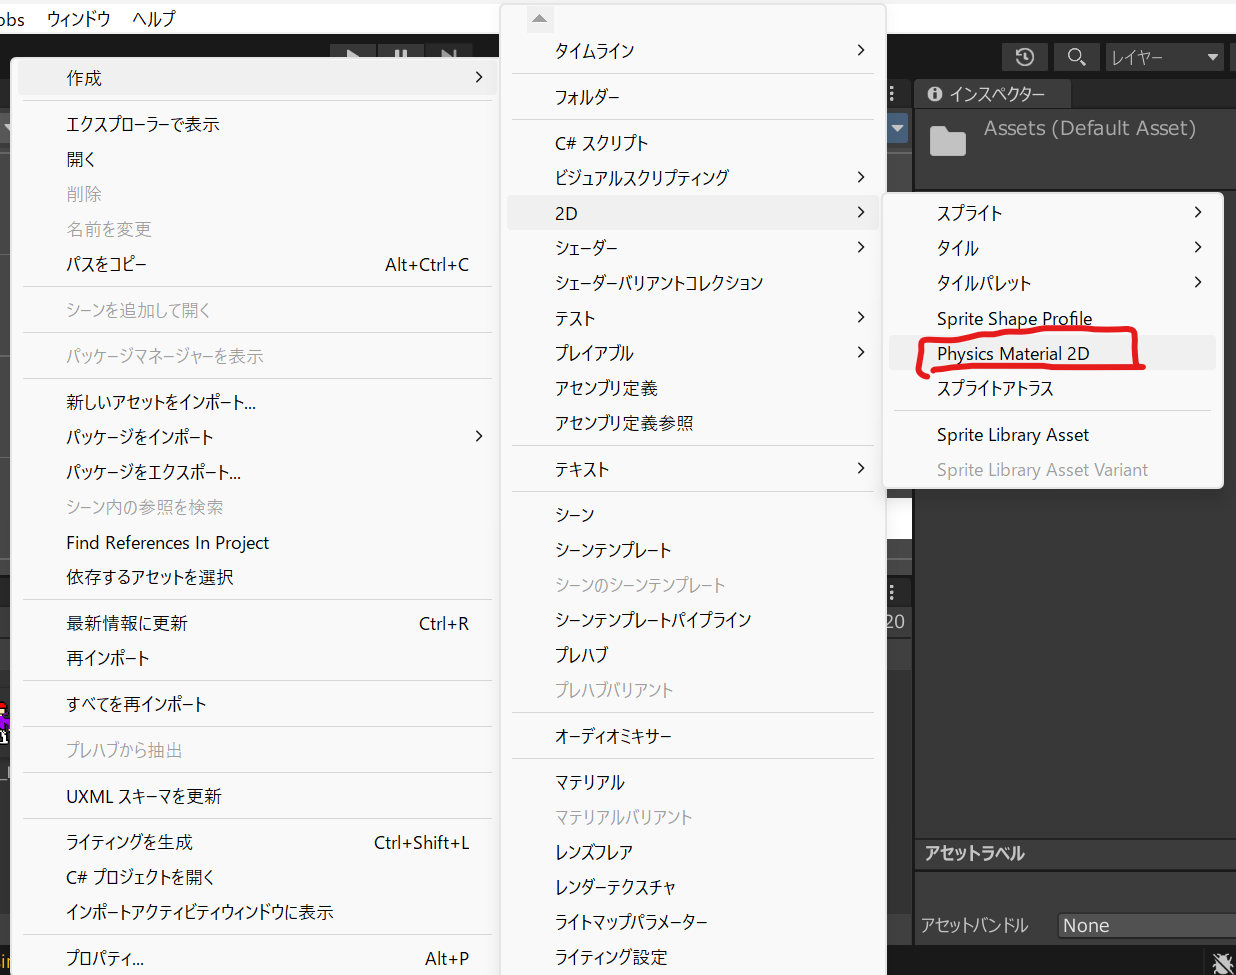 obs ウィンドウ ヘルプ
作成
エクスプローラーで表示
開く
削除
名前を変更
パスをコピー Alt+Ctrl+C
シーンを追加して開く
パッケージマネージャーを表示
新しいアセットをインポート...
パッケージをインポート
パッケージをエクスポート...
シーン内の参照を検索
Find References In Project
依存するアセットを選択
最新情報に更新 Ctrl+R
再インポート
すべてを再インポート
プレハブから抽出
UXML スキーマを更新
ライティングを生成 Ctrl+Shift+L
C# プロジェクトを開く
インポートアクティビティウィンドウに表示
プロパティ... Alt+P
タイムライン
フォルダー
C# スクリプト
ビジュアルスクリプティング
2D
シェーダー
シェーダーバリアントコレクション
テスト
プレイアブル
アセンブリ定義
アセンブリ定義参照
テキスト
シーン
シーンテンプレート
シーンのシーンテンプレート
シーンテンプレートパイプライン
プレハブ
プレハブバリアント
オーディオミキサー
マテリアル
マテリアルバリアント
レンズフレア
レンダーテクスチャ
ライトマップパラメーター
ライティング設定
スプライト
タイル
タイルパレット
Sprite Shape Profile
Physics Material 2D
スプライトアトラス
Sprite Library Asset
Sprite Library Asset Variant
レイヤー
インスペクター
Assets (Default Asset)
20
アセットラベル
アセットバンドル None